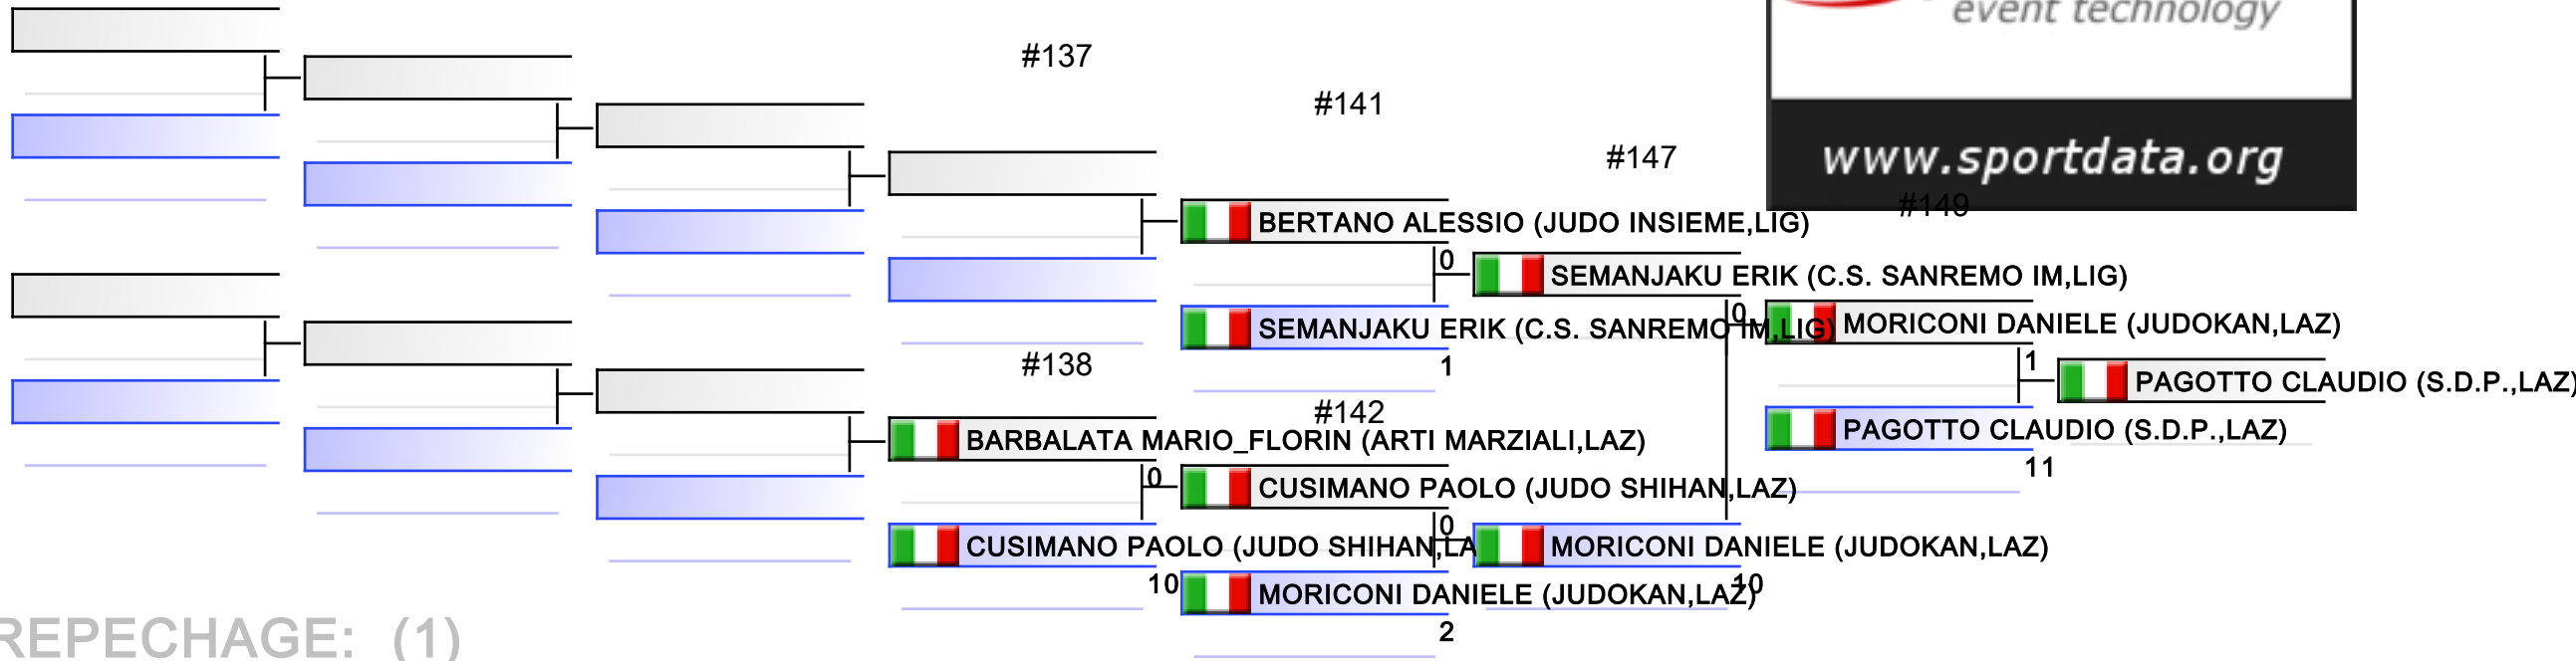 event technology
#137
#141
#147
www.sportdata.org
#149
BERTANO ALESSIO (JUDO INSIEME,LIG)
0
SEMANJAKU ERIK (C.S. SANREMO IM,LIG)
0
SEMANJAKU ERIK (C.S. SANREMO IM,LIG)
MORICONI DANIELE (JUDOKAN,LAZ)
#138
1
1
PAGOTTO CLAUDIO (S.D.P.,LAZ)
#142
BARBALATA MARIO_FLORIN (ARTI MARZIALI,LAZ)
PAGOTTO CLAUDIO (S.D.P.,LAZ)
11
0
CUSIMANO PAOLO (JUDO SHIHAN,LAZ)
0
CUSIMANO PAOLO (JUDO SHIHAN,LA
MORICONI DANIELE (JUDOKAN,LAZ)
10
10
MORICONI DANIELE (JUDOKAN,LAZ)
2
REPECHAGE: (1)